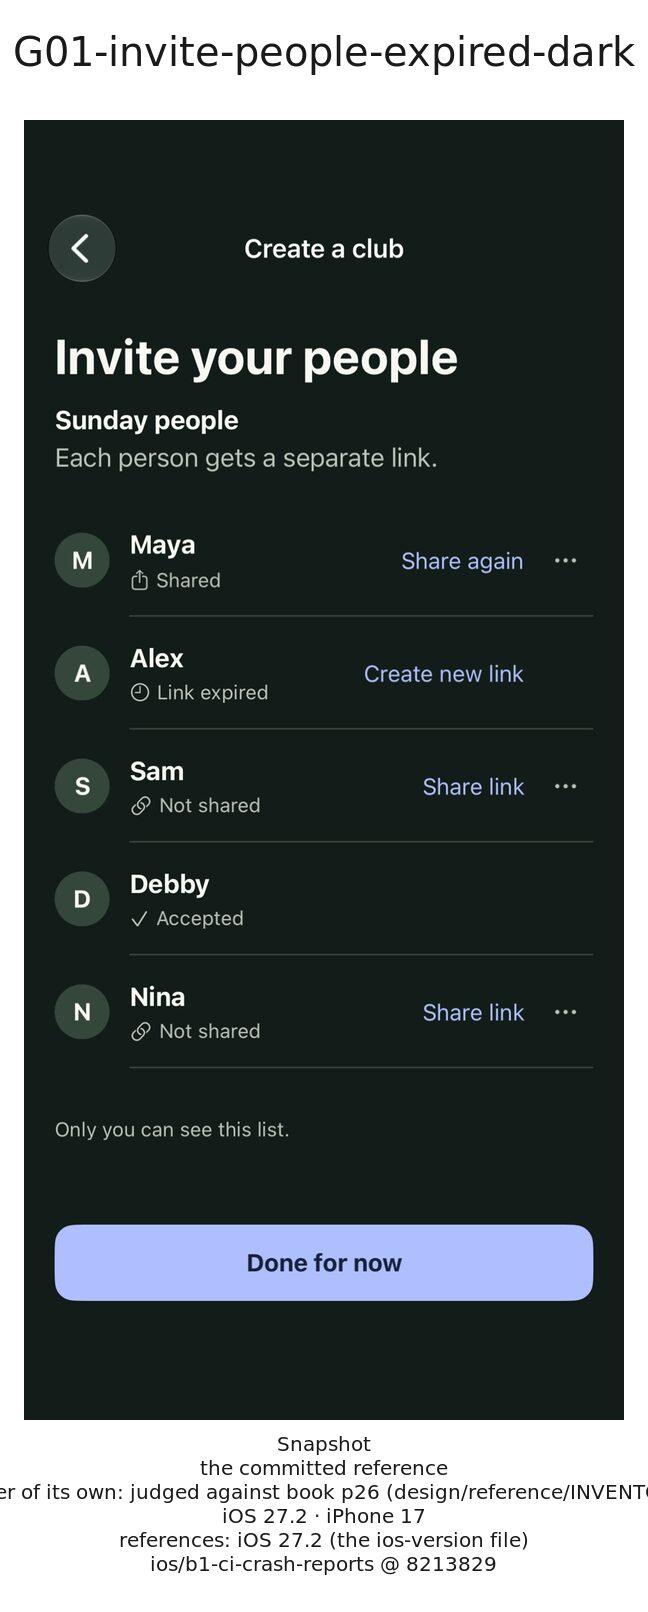 G01-invite-people-expired-dark
Create a club
Invite your people
Sunday people
Each person gets a separate link.
M
Maya
Shared
Share again
A
Alex
Link expired
Create new link
S
Sam
Not shared
Share link
D
Debby
Accepted
N
Nina
Not shared
Share link
Only you can see this list.
Done for now
Snapshot
the committed reference
of its own: judged against book p26
iOS 27.2 · iPhone 17
references: iOS 27.2 (the ios-version file)
ios/b1-ci-crash-reports @ 8213829